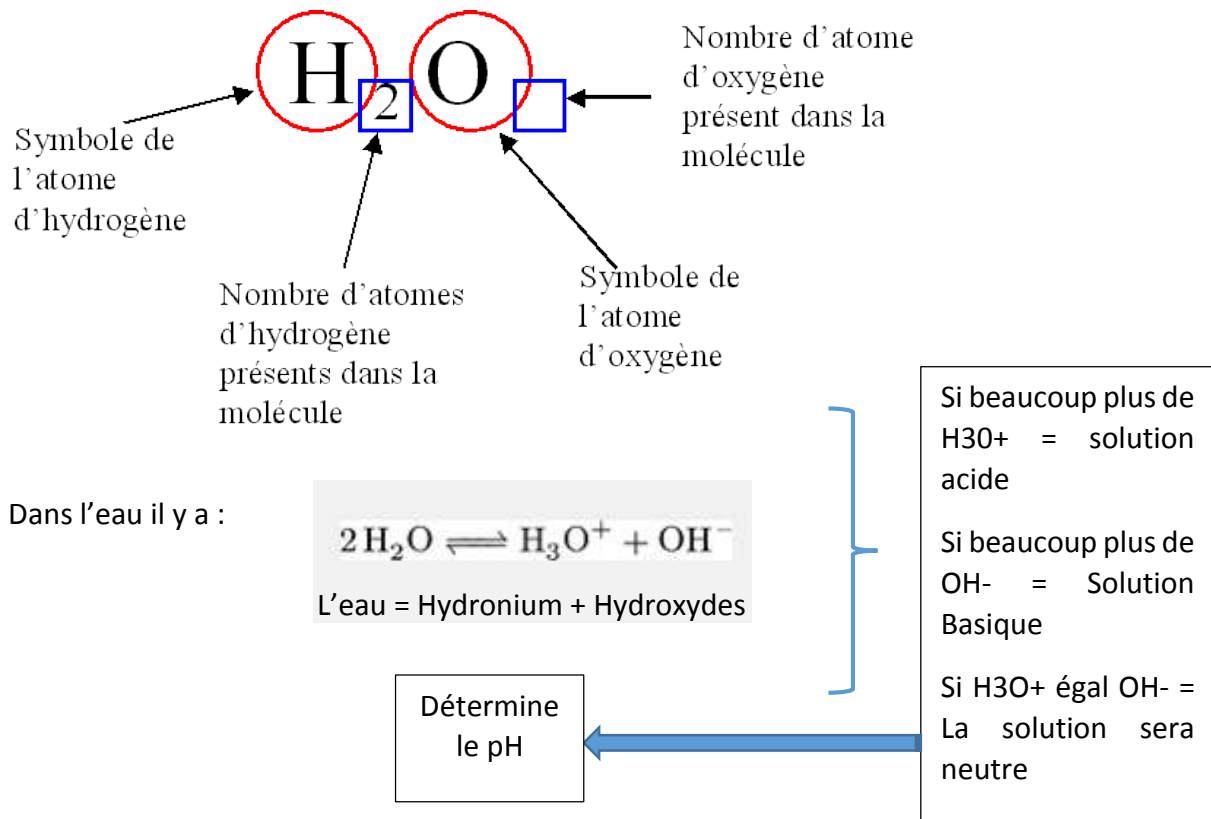 H2O
Nombre d'atome
d'oxygène
présent dans la
molécule
Symbole de
l'atome
d'hydrogène
Nombre d'atomes
d'hydrogène
présents dans la
molécule
Symbole de
l'atome
d'oxygène
Dans l'eau il y a :
2 H₂O ⇌ H₃O⁺ + OH⁻
L'eau = Hydronium + Hydroxydes
Si beaucoup plus de
H30+ = solution
acide
Si beaucoup plus de
OH- = Solution
Basique
Si H3O+ égal OH- =
La solution sera
neutre
Détermine
le pH